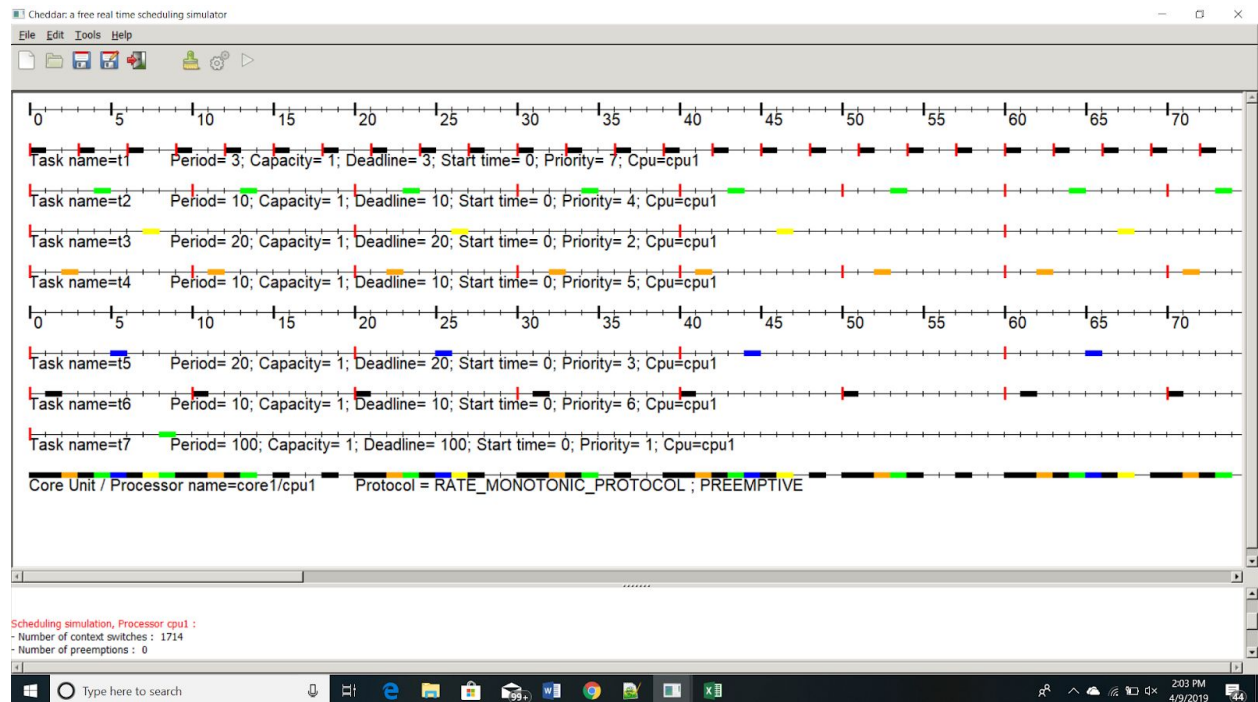 Cheddar: a free real time scheduling simulator
File Edit Tools Help
0 5 10 15 20 25 30 35 40 45 50 55 60 65 70
Task name=t1 Period= 3; Capacity= 1; Deadline= 3; Start time= 0; Priority= 7; Cpu=cpu1
Task name=t2 Period= 10; Capacity= 1; Deadline= 10; Start time= 0; Priority= 4; Cpu=cpu1
Task name=t3 Period= 20; Capacity= 1; Deadline= 20; Start time= 0; Priority= 2; Cpu=cpu1
Task name=t4 Period= 10; Capacity= 1; Deadline= 10; Start time= 0; Priority= 5; Cpu=cpu1
0 5 10 15 20 25 30 35 40 45 50 55 60 65 70
Task name=t5 Period= 20; Capacity= 1; Deadline= 20; Start time= 0; Priority= 3; Cpu=cpu1
Task name=t6 Period= 10; Capacity= 1; Deadline= 10; Start time= 0; Priority= 6; Cpu=cpu1
Task name=t7 Period= 100; Capacity= 1; Deadline= 100; Start time= 0; Priority= 1; Cpu=cpu1
Core Unit / Processor name=core1/cpu1 Protocol = RATE_MONOTONIC_PROTOCOL ; PREEMPTIVE
Scheduling simulation, Processor cpu1 :
- Number of context switches : 1714
- Number of preemptions : 0
Type here to search
99+
2:03 PM
4/9/2019
44